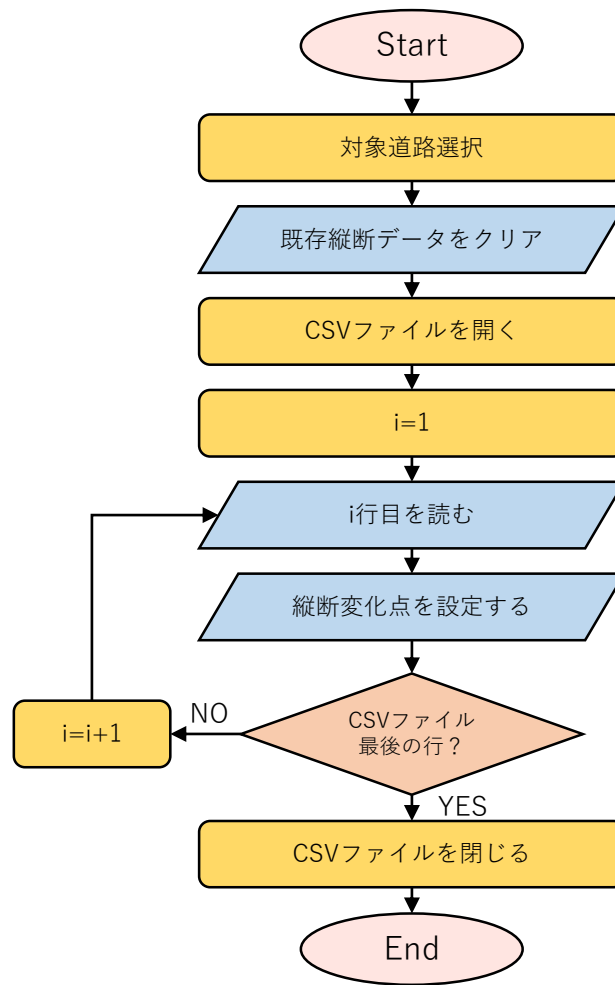 Start
対象道路選択
既存縦断データをクリア
CSVファイルを開く
i=1
i行目を読む
縦断変化点を設定する
CSVファイル
最後の行？
NO
i=i+1
YES
CSVファイルを閉じる
End